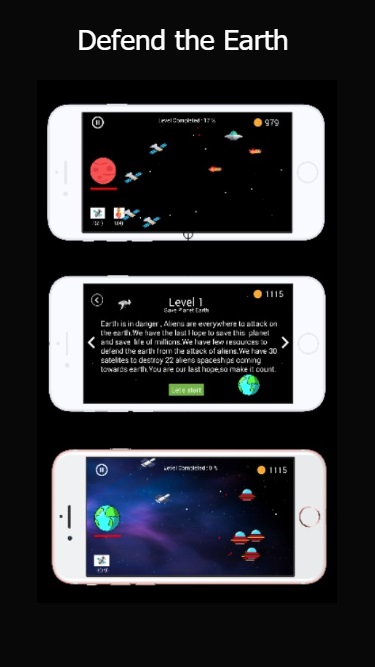 Defend the Earth
Level Completed : 12 %
979
1115
Level 1
Save Planet Earth
Earth is in danger , Aliens are everywhere to attack on
the earth.We have the last Hope to save this planet
and save life of millions.We have few resources to
defend the earth from the attack of aliens.We have 30
satelites to destroy 22 aliens spaceships coming
towards earth.You are our last hope,so make it count.
Let's start
Level Completed : 0 %
1115